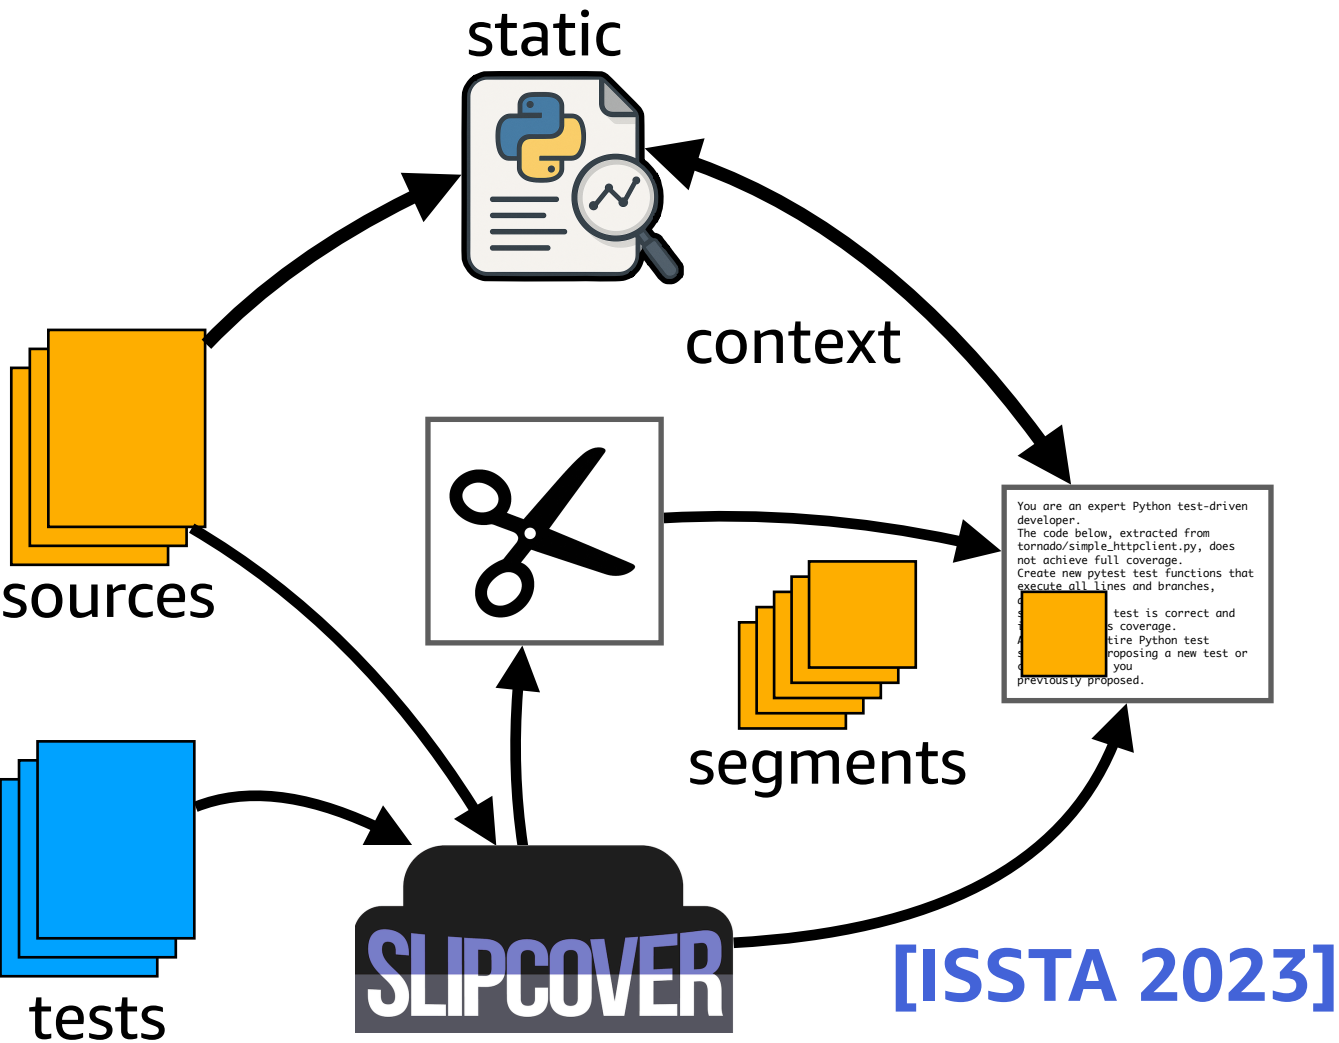 static
context
You are an expert Python test-driven
developer.
The code below, extracted from
tornado/simple_httpclient.py, does
not achieve full coverage.
Create new pytest test functions that
execute all lines and branches,
test is correct and
coverage.
Python test
a new test or
you
previously proposed.
sources
segments
SLIPCOVER
[ISSTA 2023]
tests